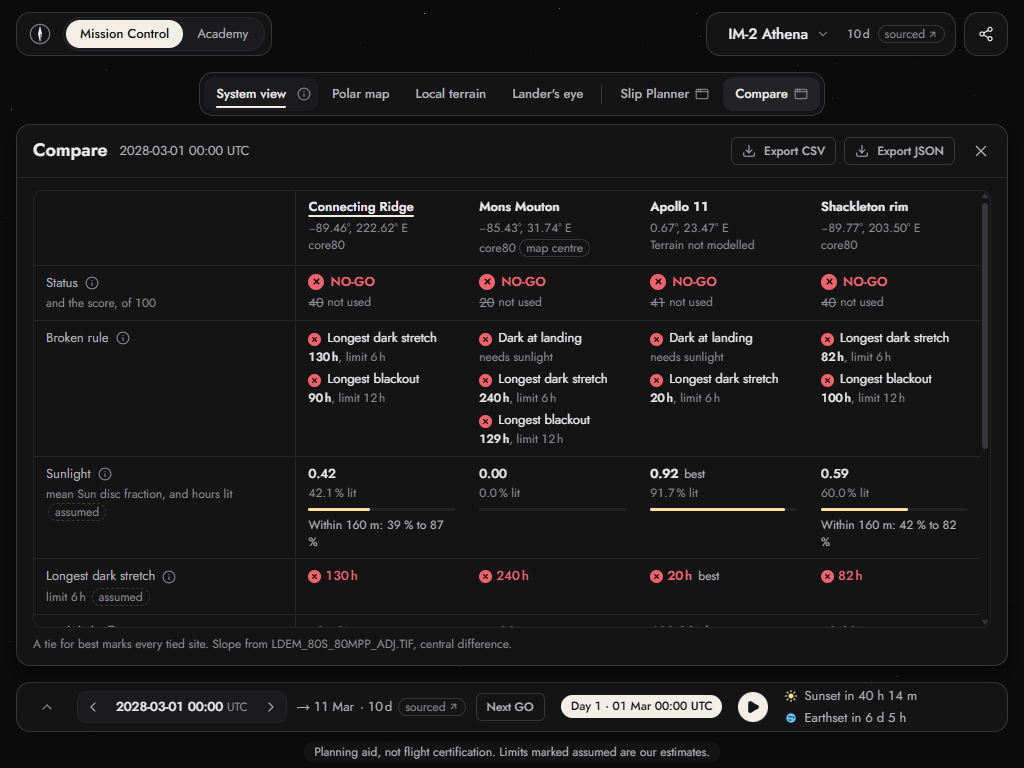 Mission Control
Academy
IM-2 Athena
10 d
sourced ↗
System view
Polar map
Local terrain
Lander's eye
Slip Planner
Compare
Compare
2028-03-01 00:00 UTC
Export CSV
Export JSON
Connecting Ridge
Mons Mouton
Apollo 11
Shackleton rim
−89.46°, 222.62° E
−85.43°, 31.74° E
0.67°, 23.47° E
−89.77°, 203.50° E
core80
core80 map centre
Terrain not modelled
core80
Status
and the score, of 100
NO-GO
40 not used
NO-GO
20 not used
NO-GO
41 not used
NO-GO
40 not used
Broken rule
Longest dark stretch
130 h, limit 6 h
Longest blackout
90 h, limit 12 h
Dark at landing
needs sunlight
Longest dark stretch
240 h, limit 6 h
Longest blackout
129 h, limit 12 h
Dark at landing
needs sunlight
Longest dark stretch
20 h, limit 6 h
Longest dark stretch
82 h, limit 6 h
Longest blackout
100 h, limit 12 h
Sunlight
mean Sun disc fraction, and hours lit
assumed
0.42
42.1 % lit
Within 160 m: 39 % to 87
%
0.00
0.0 % lit
0.92 best
91.7 % lit
0.59
60.0 % lit
Within 160 m: 42 % to 82
%
Longest dark stretch
limit 6 h assumed
130 h
240 h
20 h best
82 h
A tie for best marks every tied site. Slope from LDEM_80S_80MPP_ADJ.TIF, central difference.
2028-03-01 00:00 UTC
→ 11 Mar · 10 d sourced ↗
Next GO
Day 1 · 01 Mar 00:00 UTC
Sunset in 40 h 14 m
Earthset in 6 d 5 h
Planning aid, not flight certification. Limits marked assumed are our estimates.